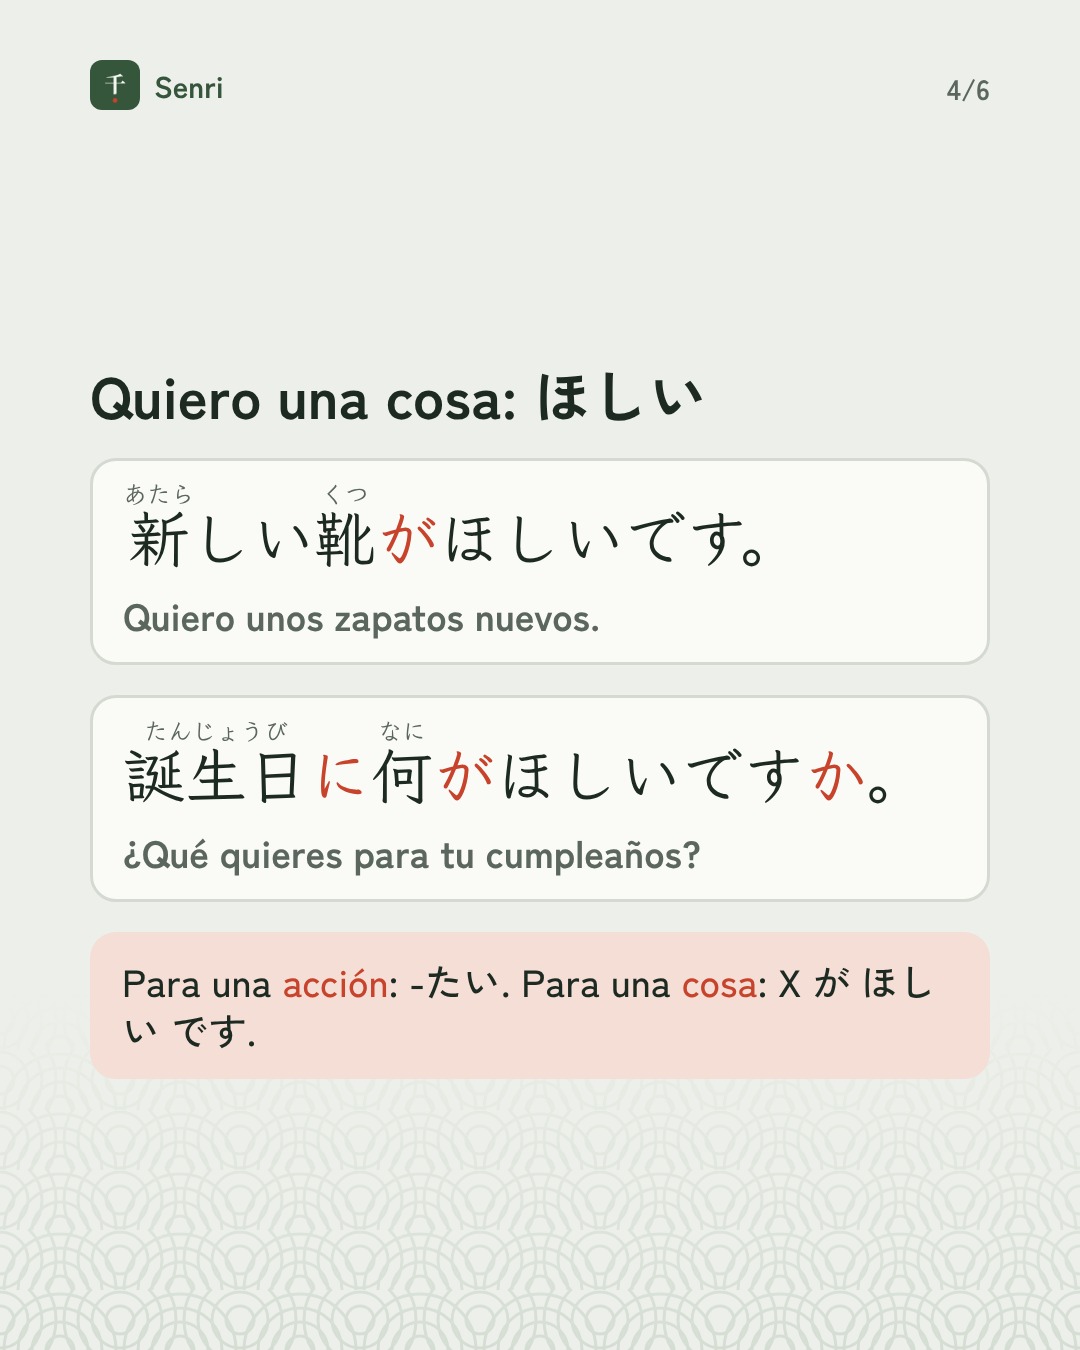 千 Senri
4/6
Quiero una cosa: ほしい
あたら くつ
新しい靴がほしいです。
Quiero unos zapatos nuevos.
たんじょうび なに
誕生日に何がほしいですか。
¿Qué quieres para tu cumpleaños?
Para una acción: -たい. Para una cosa: X が ほし
い です.